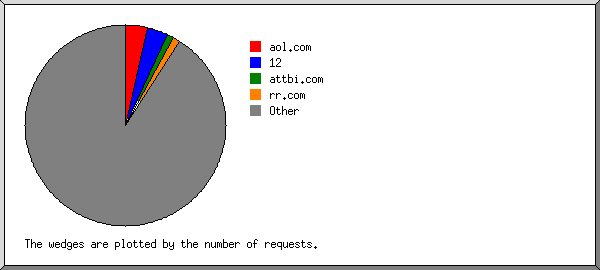 aol.com
12
attbi.com
rr.com
Other
The wedges are plotted by the number of requests.